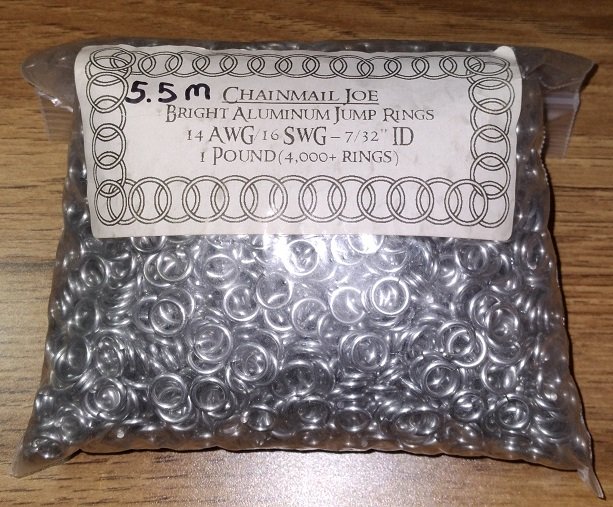 5.5 m CHAINMAIL JOE
BRIGHT ALUMINUM JUMP RINGS
14 AWG/16 SWG – 7/32" ID
1 POUND (4,000+ RINGS)